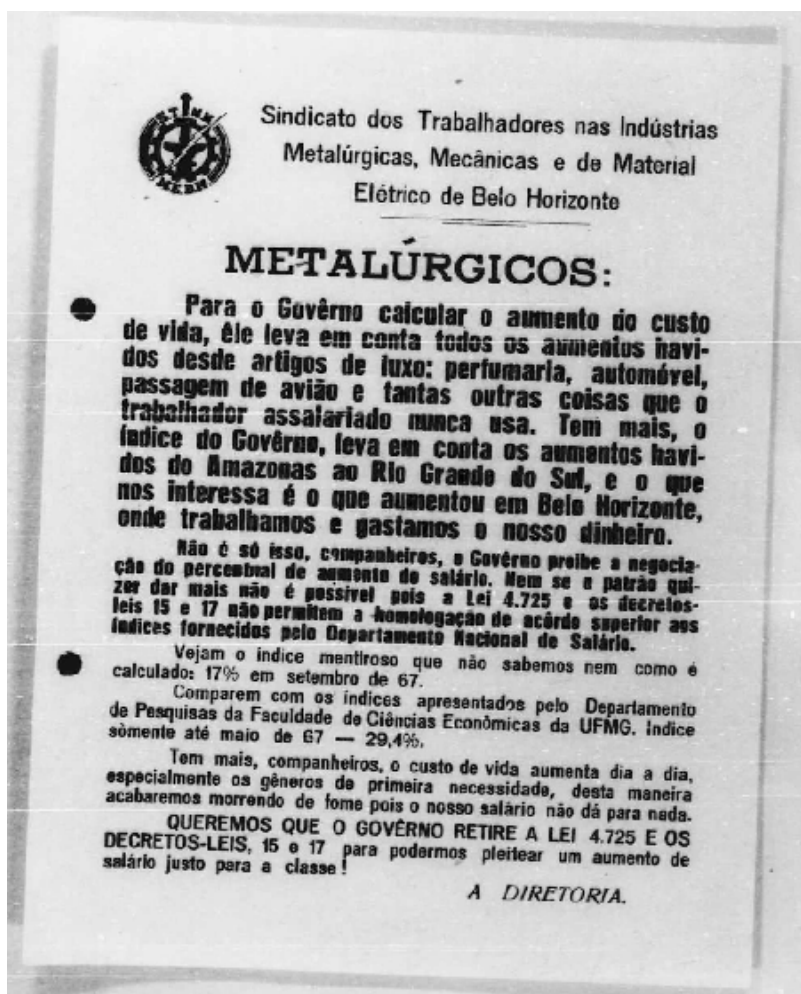 Sindicato dos Trabalhadores nas Indústrias
Metalúrgicas, Mecânicas e de Material
Elétrico de Belo Horizonte
METALÚRGICOS:
Para o Govêrno calcular o aumento do custo
de vida, êle leva em conta todos os aumentos havi-
dos desde artigos de luxo: perfumaria, automóvel,
passagem de avião e tantas outras coisas que o
trabalhador assalariado nunca usa. Tem mais, o
índice do Govêrno, leva em conta os aumentos havi-
dos do Amazonas ao Rio Grande do Sul, e o que
nos interessa é o que aumentou em Belo Horizonte,
onde trabalhamos e gastamos o nosso dinheiro.
Não é só isso, companheiros, o Govêrno proibe a negocia-
ção do percentual de aumento do salário. Nem se o patrão qui-
zer dar mais não é possível pois a Lei 4.725 e os decretos-
leis 15 e 17 não permitem a homologação de acôrdo superior aos
índices fornecidos pelo Departamento Nacional de Salário.
Vejam o índice mentiroso que não sabemos nem como é
calculado: 17% em setembro de 67.
Comparem com os índices apresentados pelo Departamento
de Pesquisas da Faculdade de Ciências Econômicas da UFMG. Indice
sòmente até maio de 67 — 29,4%.
Tem mais, companheiros, o custo de vida aumenta dia a dia,
especialmente os gêneros de primeira necessidade, desta maneira
acabaremos morrendo de fome pois o nosso salário não dá para nada.
QUEREMOS QUE O GOVÊRNO RETIRE A LEI 4.725 E OS
DECRETOS-LEIS, 15 e 17 para podermos pleitear um aumento de
salário justo para a classe!
A DIRETORIA.